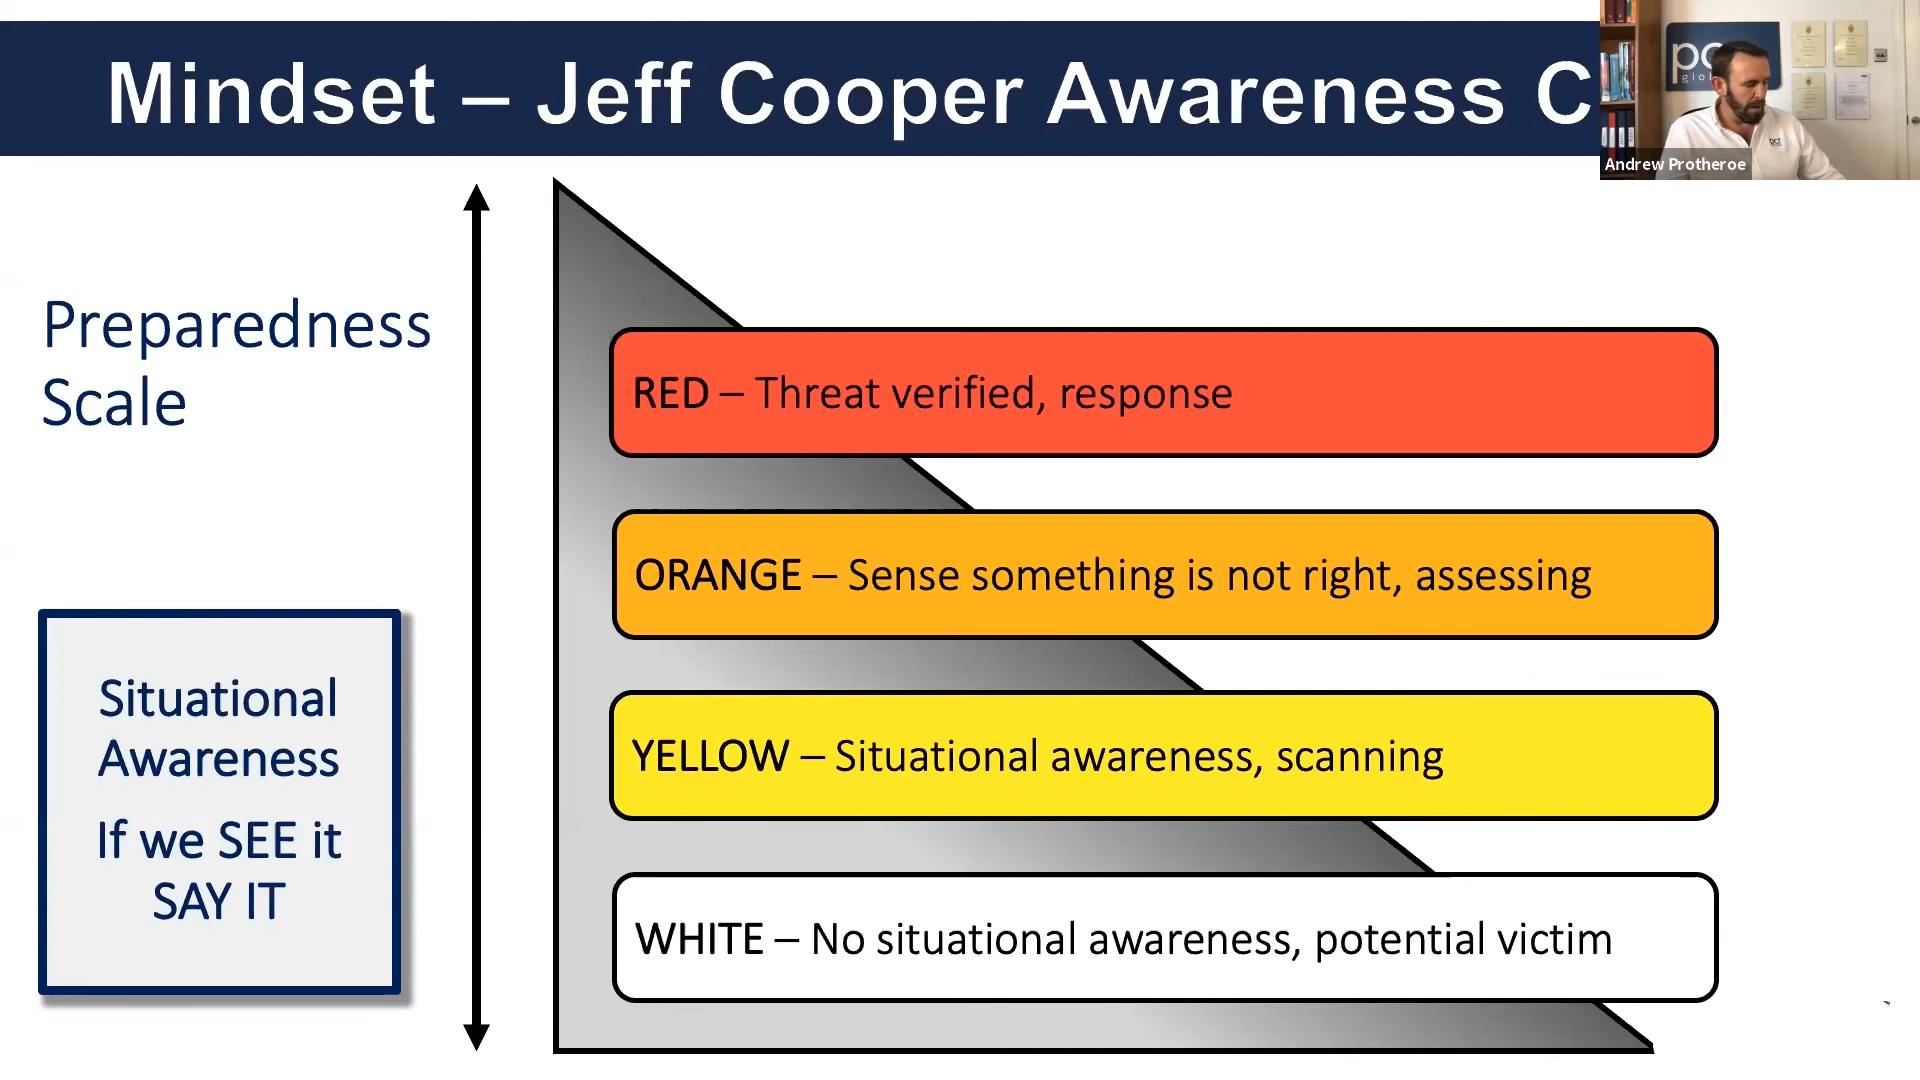 Mindset – Jeff Cooper Awareness C
Andrew Protheroe
Preparedness
Scale
RED – Threat verified, response
ORANGE – Sense something is not right, assessing
YELLOW – Situational awareness, scanning
WHITE – No situational awareness, potential victim
Situational
Awareness
If we SEE it
SAY IT